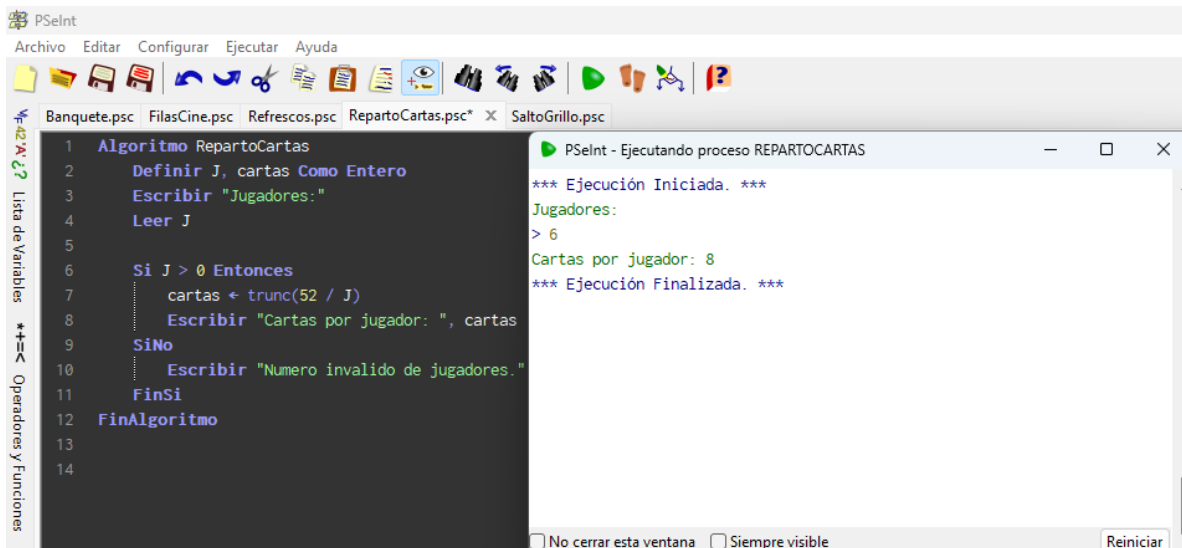 PSeInt
Archivo Editar Configurar Ejecutar Ayuda
Banquete.psc FilasCine.psc Refrescos.psc RepartoCartas.psc* X SaltoGrillo.psc
*42'A'¿? Lista de Variables
*+=< Operadores y Funciones
1 Algoritmo RepartoCartas
2 Definir J, cartas Como Entero
3 Escribir "Jugadores:"
4 Leer J
5
6 Si J > 0 Entonces
7 cartas ← trunc(52 / J)
8 Escribir "Cartas por jugador: ", cartas
9 SiNo
10 Escribir "Numero invalido de jugadores."
11 FinSi
12 FinAlgoritmo
13
14
PSeInt - Ejecutando proceso REPARTOCARTAS
*** Ejecución Iniciada. ***
Jugadores:
> 6
Cartas por jugador: 8
*** Ejecución Finalizada. ***
No cerrar esta ventana Siempre visible Reiniciar